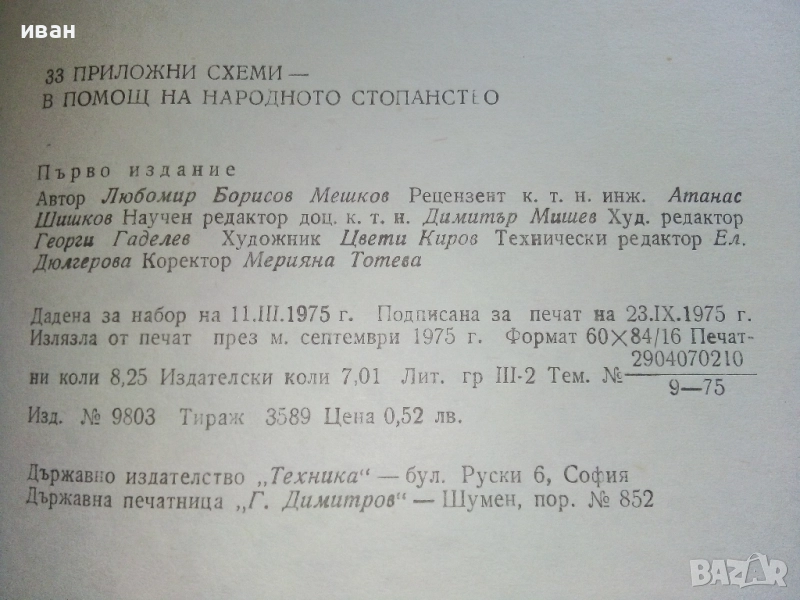 иван
33 ПРИЛОЖНИ СХЕМИ —
В ПОМОЩ НА НАРОДНОТО СТОПАНСТВО
Първо издание
Автор Любомир Борисов Мешков Рецензент к. т. н. инж. Атанас
Шишков Научен редактор доц. к. т. н. Димитър Мишев Худ. редактор
Георги Гаделев Художник Цвети Киров Технически редактор Ел.
Дюлгерова Коректор Мерияна Тотева
Дадена за набор на 11.III.1975 г. Подписана за печат на 23.IX.1975 г.
Излязла от печат през м. септември 1975 г. Формат 60×84/16 Печат-
ни коли 8,25 Издателски коли 7,01 Лит. гр III-2 Тем. № 2904070210
9—75
Изд. № 9803 Тираж 3589 Цена 0,52 лв.
Държавно издателство „Техника“ — бул. Руски 6, София
Държавна печатница „Г. Димитров“ — Шумен, пор. № 852
BAZAR